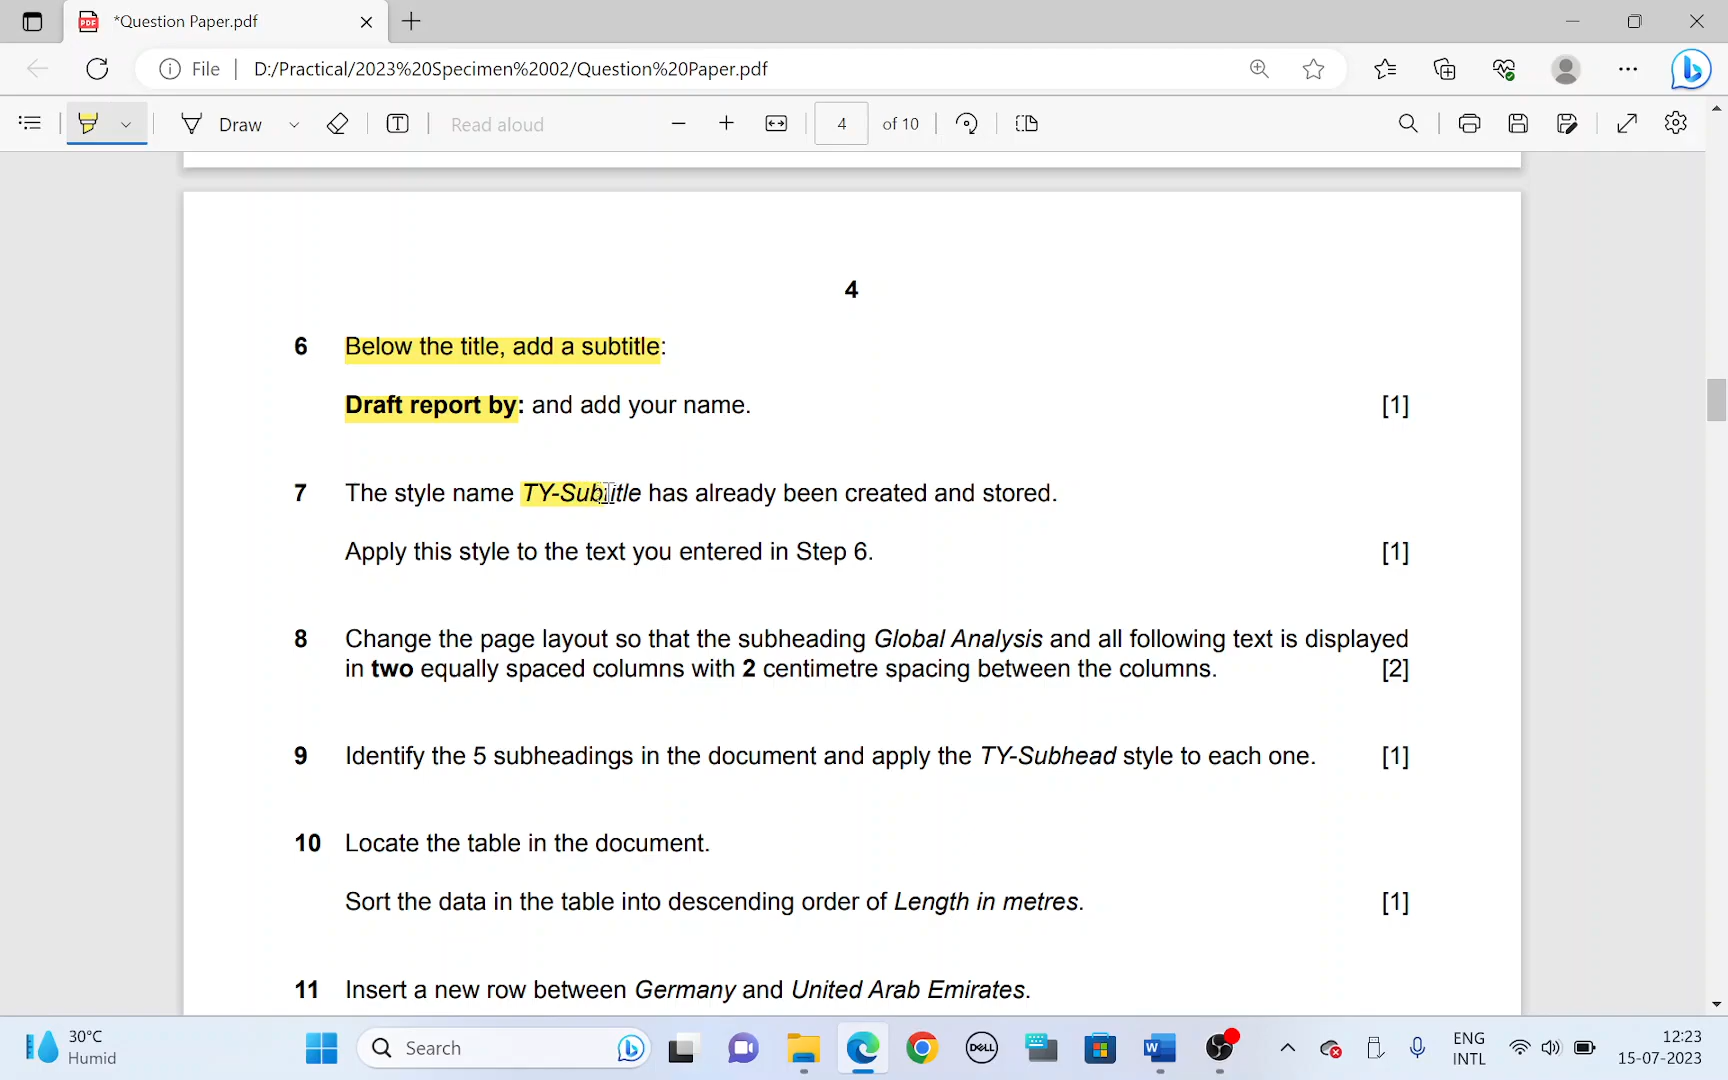 *Question Paper.pdf
File
D:/Practical/2023%20Specimen%2002/Question%20Paper.pdf
Draw
Read aloud
4 of 10
4
6 Below the title, add a subtitle:
Draft report by: and add your name. [1]
7 The style name TY-Subtitle has already been created and stored.
Apply this style to the text you entered in Step 6. [1]
8 Change the page layout so that the subheading Global Analysis and all following text is displayed
in two equally spaced columns with 2 centimetre spacing between the columns. [2]
9 Identify the 5 subheadings in the document and apply the TY-Subhead style to each one. [1]
10 Locate the table in the document.
Sort the data in the table into descending order of Length in metres. [1]
11 Insert a new row between Germany and United Arab Emirates.
30°C
Humid
Search
DELL
W
ENG
INTL
12:23
15-07-2023